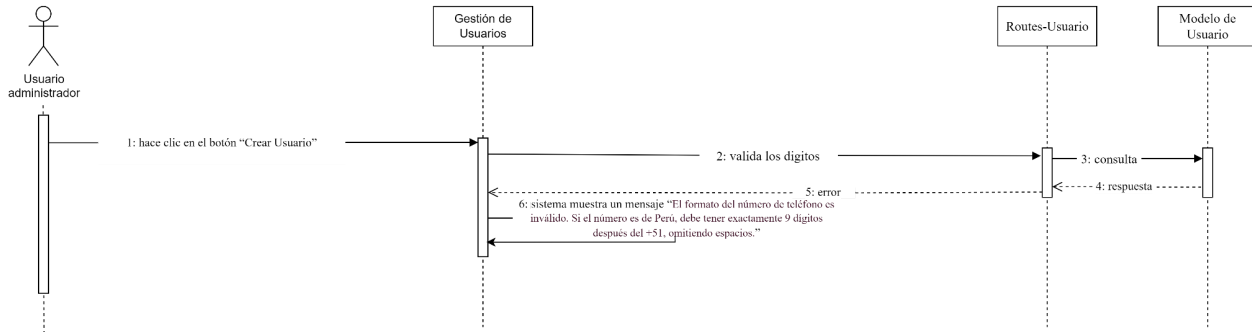 Gestión de
Usuarios
Routes-Usuario
Modelo de
Usuario
Usuario
administrador
1: hace clic en el botón “Crear Usuario”
2: valida los digitos
3: consulta
4: respuesta
5: error
6: sistema muestra un mensaje “El formato del número de teléfono es
inválido. Si el número es de Perú, debe tener exactamente 9 dígitos
después del +51, omitiendo espacios.”